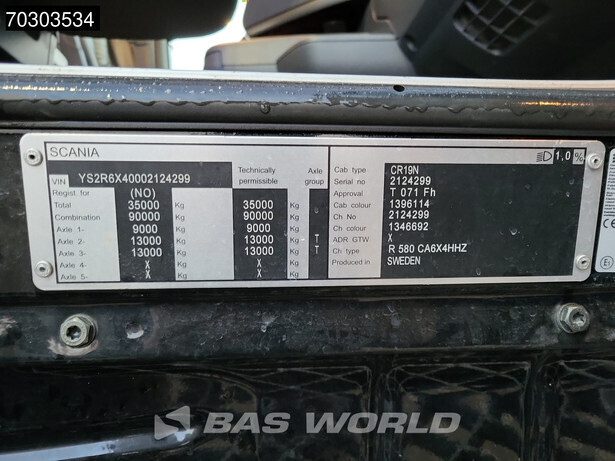 70303534
SCANIA
VIN YS2R6X40002124299
Technically permissible Axle group
Regist. for (NO)
Total 35000 Kg 35000 Kg
Combination 90000 Kg 90000 Kg
Axle 1- 9000 Kg 9000 Kg
Axle 2- 13000 Kg 13000 Kg T
Axle 3- 13000 Kg 13000 Kg T
Axle 4- X Kg X Kg
Axle 5- X Kg X Kg
1,0 %
Cab type CR19N
Serial no 2124299
Approval T 071 Fh
Cab colour 1396114
Ch No 2124299
Ch colour 1346692
ADR GTW X
Ch type R 580 CA6X4HHZ
Produced in SWEDEN
BAS WORLD